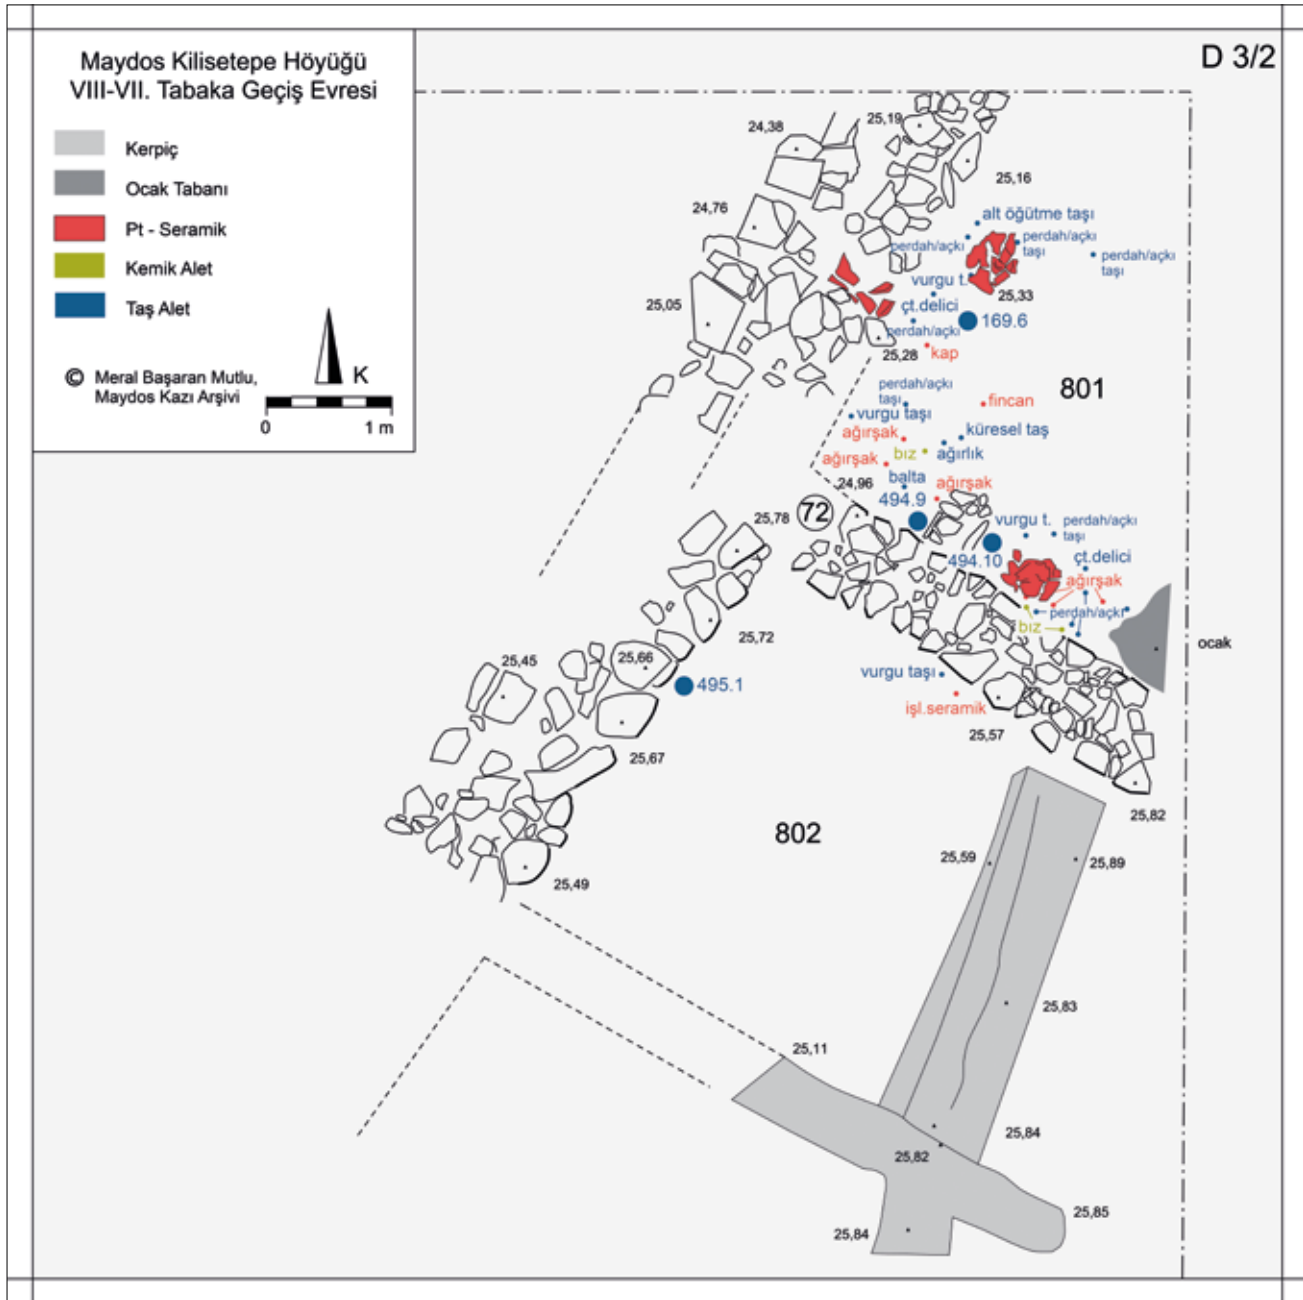 Maydos Kilisetepe Höyüğü
VIII-VII. Tabaka Geçiş Evresi
Kerpiç
Ocak Tabanı
Pt - Seramik
Kemik Alet
Taş Alet
© Meral Başaran Mutlu,
Maydos Kazı Arşivi
K
0 1 m
D 3/2
24,38
25,19
25,16
24,76
alt öğütme taşı
perdah/açkı
perdah/açkı
taşı
perdah/açkı
taşı
vurgu t.
25,33
25,05
çt.delici
169.6
perdah/açkı
25,28
kap
801
perdah/açkı
taşı
fincan
vurgu taşı
küresel taş
ağırşak
bız
ağırlık
ağırşak
balta
24,96
ağırşak
494.9
72
25,78
vurgu t.
perdah/açkı
taşı
494.10
çt.delici
ağırşak
perdah/açkı
bız
ocak
25,72
25,66
25,45
495.1
vurgu taşı
işl.seramik
25,57
25,67
25,82
802
25,59
25,89
25,49
25,83
25,11
25,84
25,82
25,85
25,84